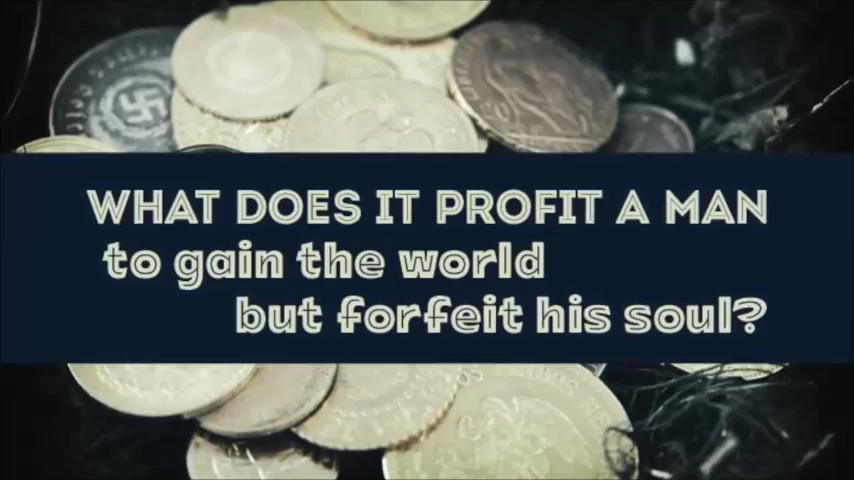 WHAT DOES IT PROFIT A MAN
to gain the world
but forfeit his soul?